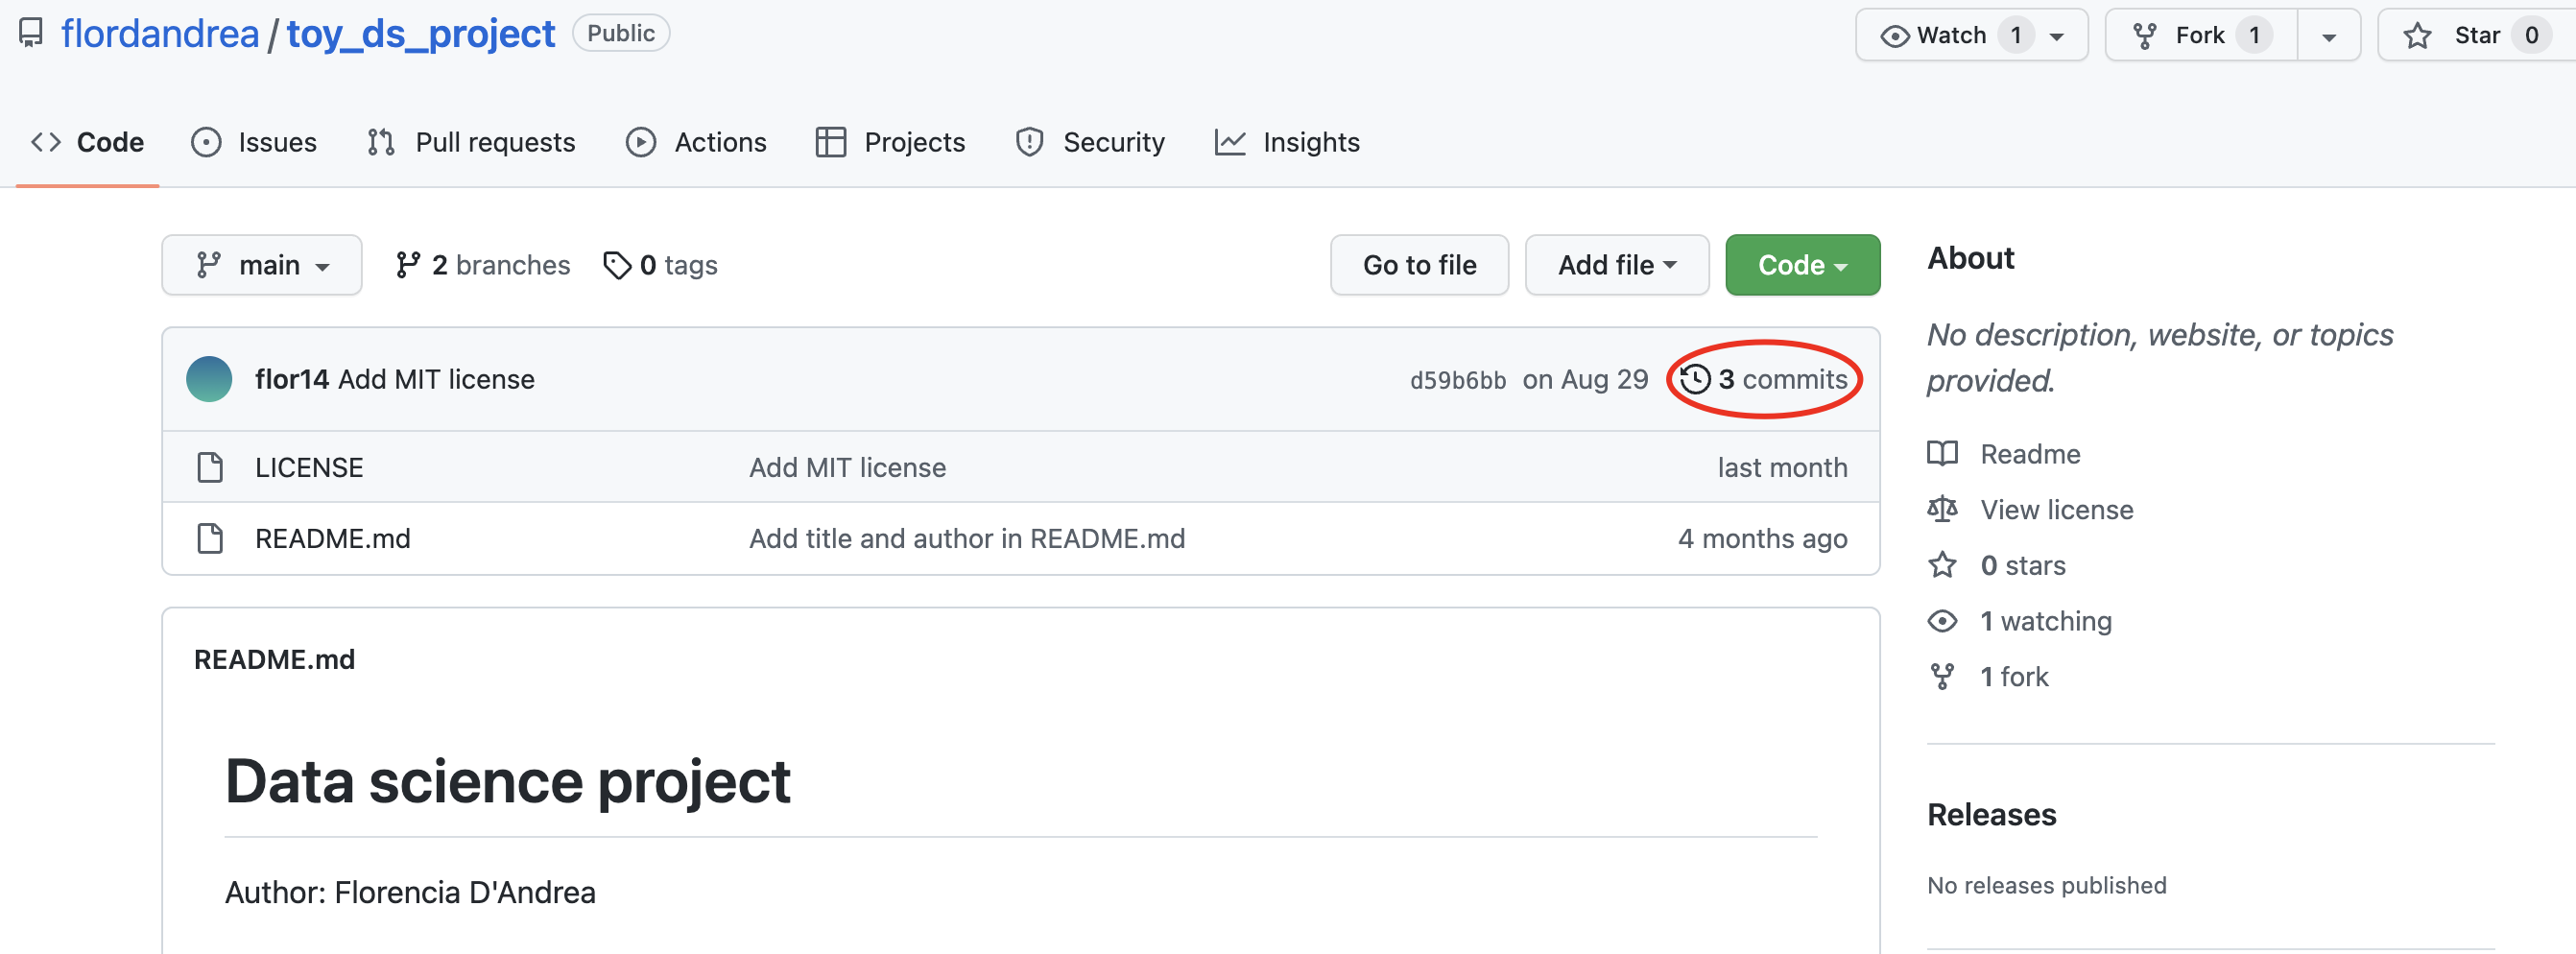 flordandrea / toy_ds_project Public Watch 1 Fork 1 Star 0
Code Issues Pull requests Actions Projects Security Insights
main 2 branches 0 tags Go to file Add file Code
flor14 Add MIT license d59b6bb on Aug 29 3 commits
LICENSE Add MIT license last month
README.md Add title and author in README.md 4 months ago
README.md
Data science project
Author: Florencia D'Andrea
About
No description, website, or topics
provided.
Readme
View license
0 stars
1 watching
1 fork
Releases
No releases published